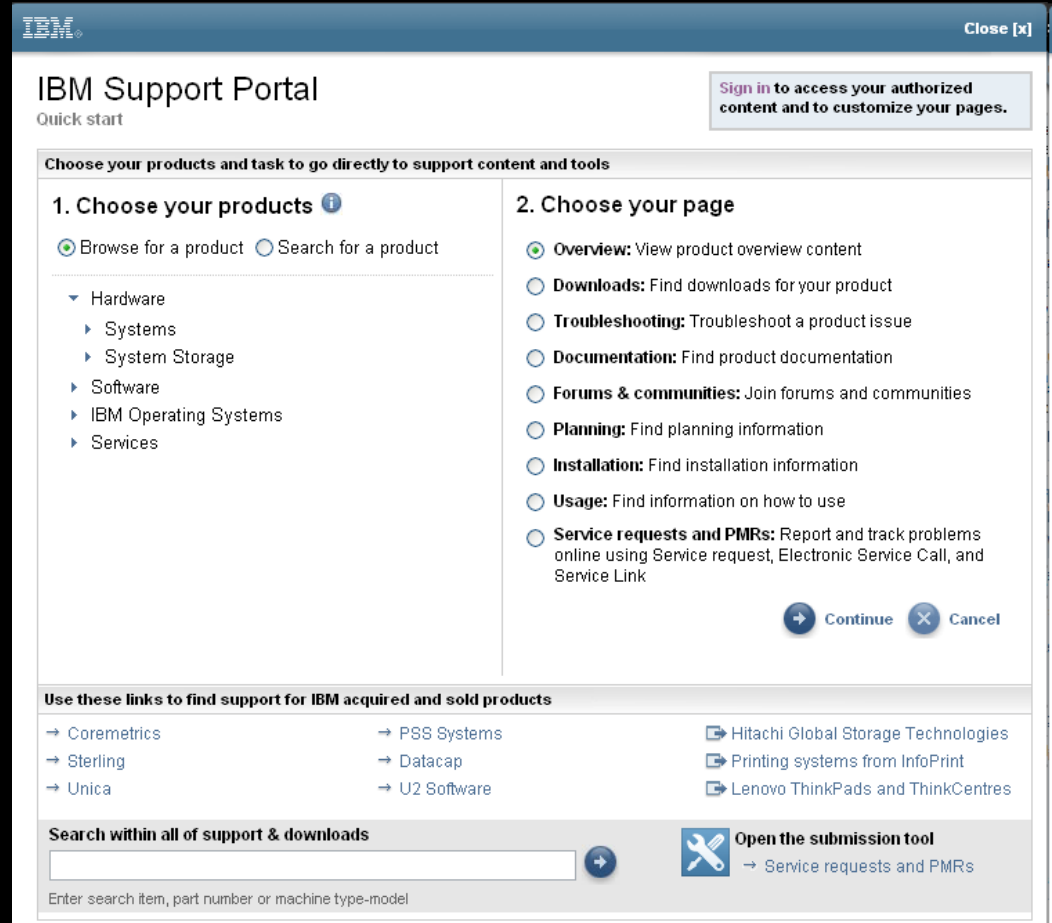 IBM®
Close [x]
IBM Support Portal
Quick start
Sign in to access your authorized
content and to customize your pages.
Choose your products and task to go directly to support content and tools
1. Choose your products
Browse for a product
Search for a product
Hardware
Systems
System Storage
Software
IBM Operating Systems
Services
2. Choose your page
Overview: View product overview content
Downloads: Find downloads for your product
Troubleshooting: Troubleshoot a product issue
Documentation: Find product documentation
Forums & communities: Join forums and communities
Planning: Find planning information
Installation: Find installation information
Usage: Find information on how to use
Service requests and PMRs: Report and track problems
online using Service request, Electronic Service Call, and
Service Link
Continue
Cancel
Use these links to find support for IBM acquired and sold products
→ Coremetrics
→ Sterling
→ Unica
→ PSS Systems
→ Datacap
→ U2 Software
Hitachi Global Storage Technologies
Printing systems from InfoPrint
Lenovo ThinkPads and ThinkCentres
Search within all of support & downloads
Enter search item, part number or machine type-model
Open the submission tool
→ Service requests and PMRs